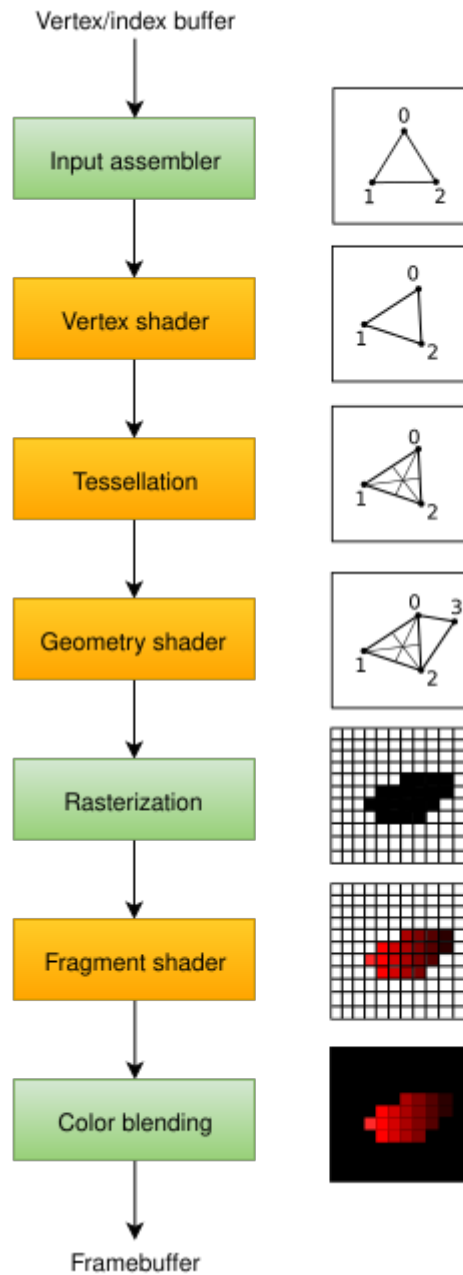 Vertex/index buffer
Input assembler
0
1
2
Vertex shader
0
1
2
Tessellation
0
1
2
Geometry shader
0
3
1
2
Rasterization
Fragment shader
Color blending
Framebuffer